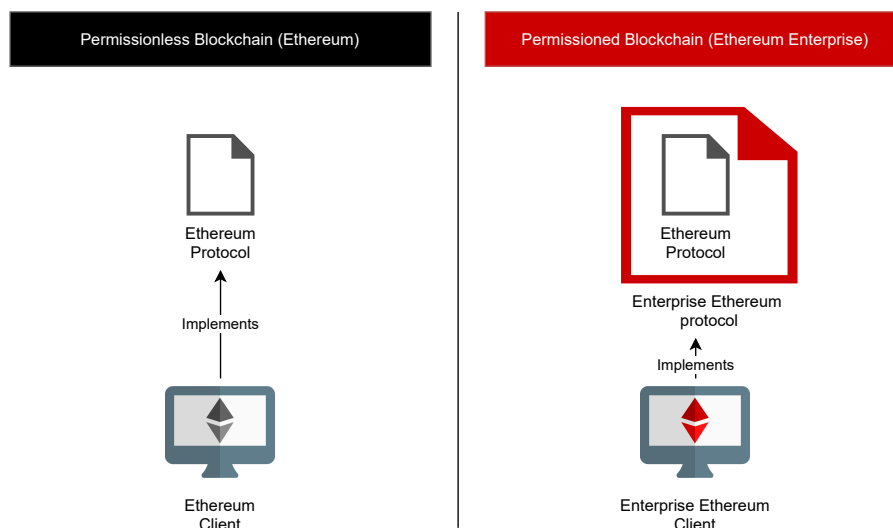 Permissionless Blockchain (Ethereum)
Ethereum
Protocol
Implements
Ethereum
Client
Permissioned Blockchain (Ethereum Enterprise)
Ethereum
Protocol
Enterprise Ethereum
protocol
Implements
Enterprise Ethereum
Client